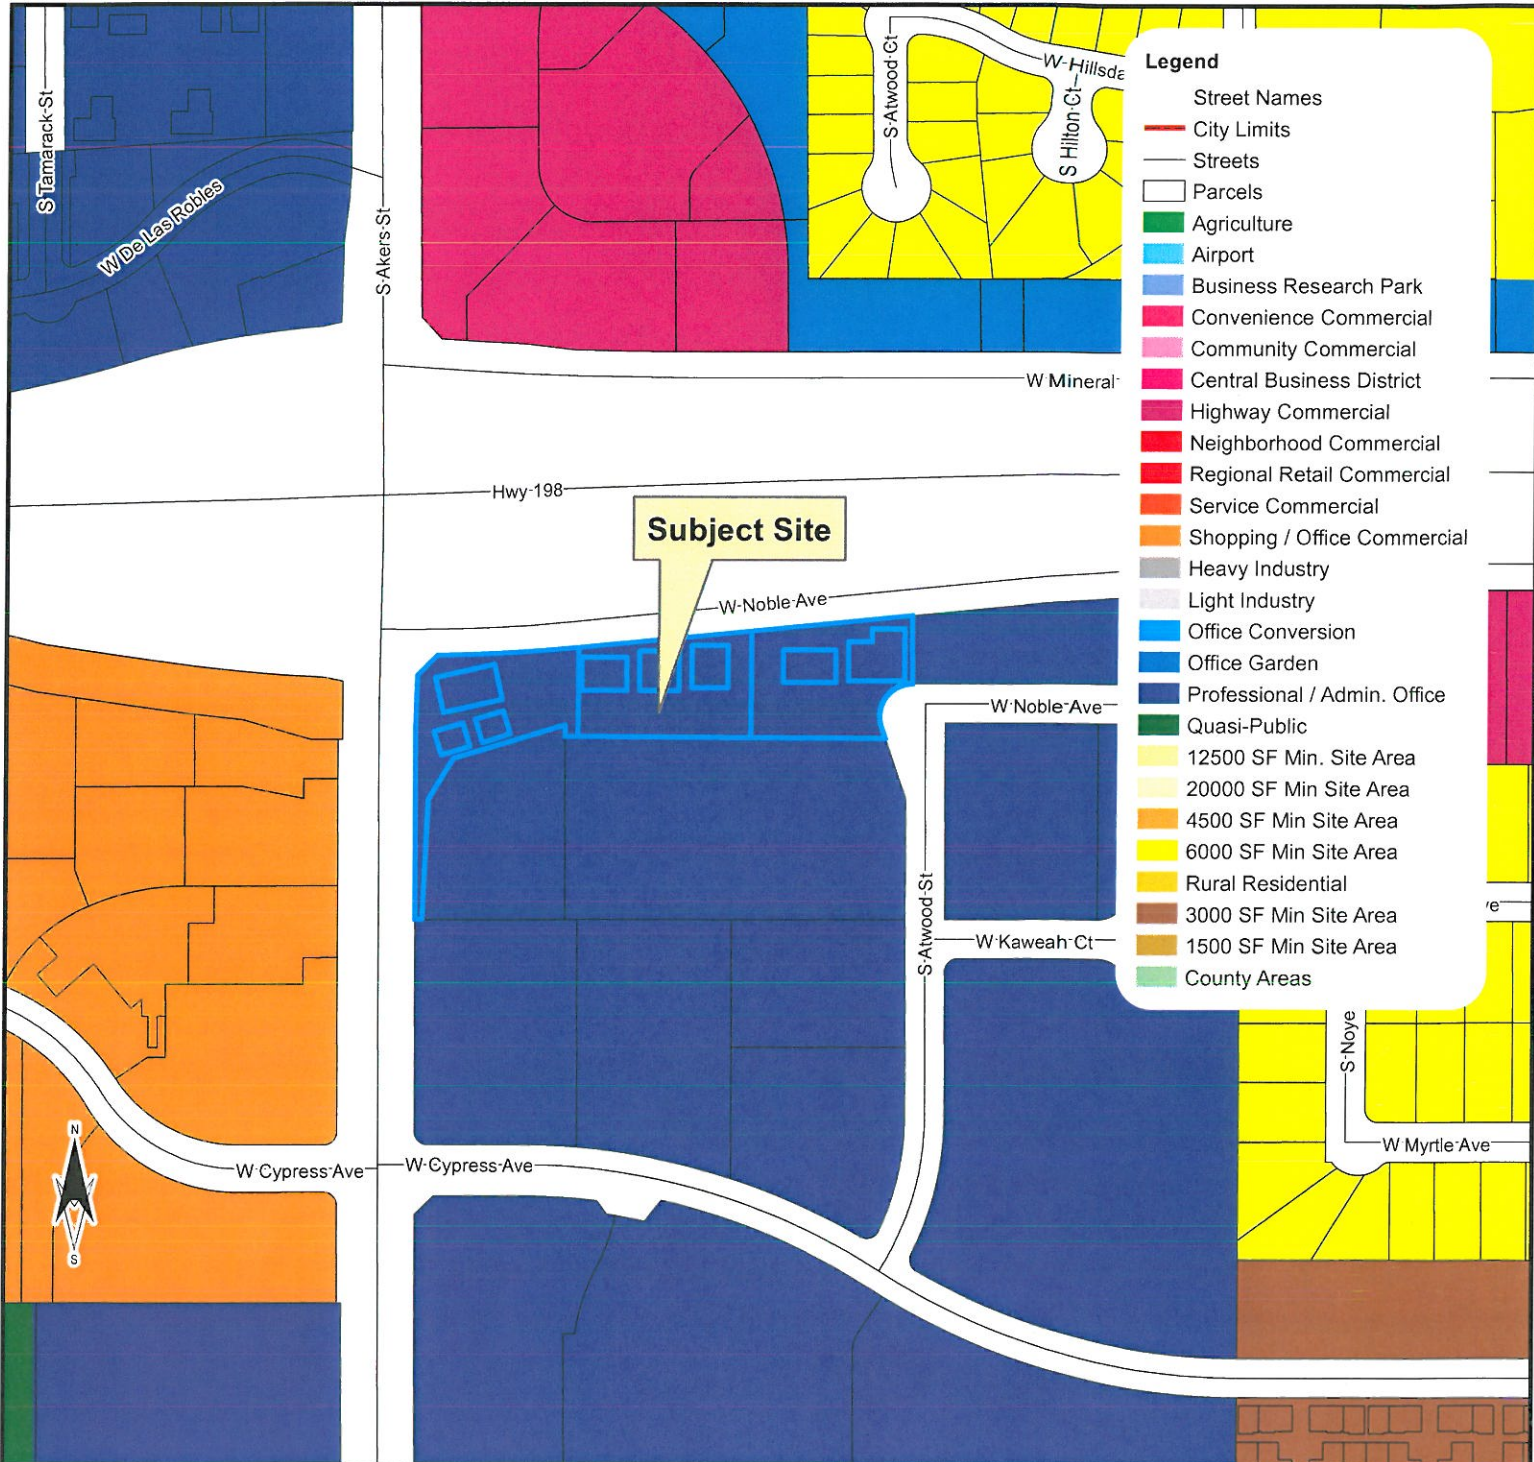 S Tamarack St
W De Las Robles
S Akers St
S Atwood Ct
W Hillsda
S Hilton Ct
W Mineral
Hwy 198
Subject Site
W Noble Ave
W Noble Ave
S Atwood St
W Kaweah Ct
ve
S Noye
W Myrtle Ave
W Cypress Ave
W Cypress Ave
N
S
Legend
Street Names
City Limits
Streets
Parcels
Agriculture
Airport
Business Research Park
Convenience Commercial
Community Commercial
Central Business District
Highway Commercial
Neighborhood Commercial
Regional Retail Commercial
Service Commercial
Shopping / Office Commercial
Heavy Industry
Light Industry
Office Conversion
Office Garden
Professional / Admin. Office
Quasi-Public
12500 SF Min. Site Area
20000 SF Min Site Area
4500 SF Min Site Area
6000 SF Min Site Area
Rural Residential
3000 SF Min Site Area
1500 SF Min Site Area
County Areas